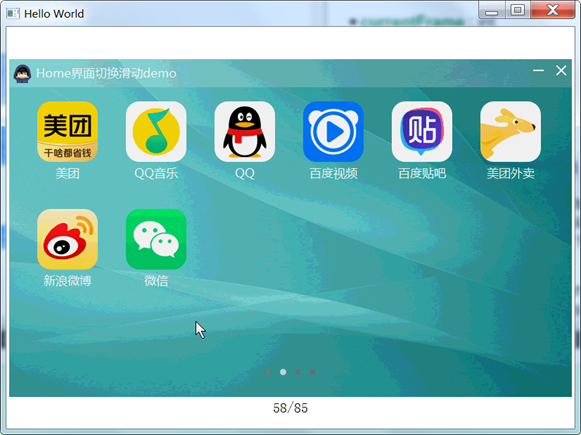 Hello World
currentFrame : int
Home界面切换滑动demo
美团
干啥都省钱
贴
美团
QQ音乐
QQ
百度视频
百度贴吧
美团外卖
新浪微博
微信
58/85